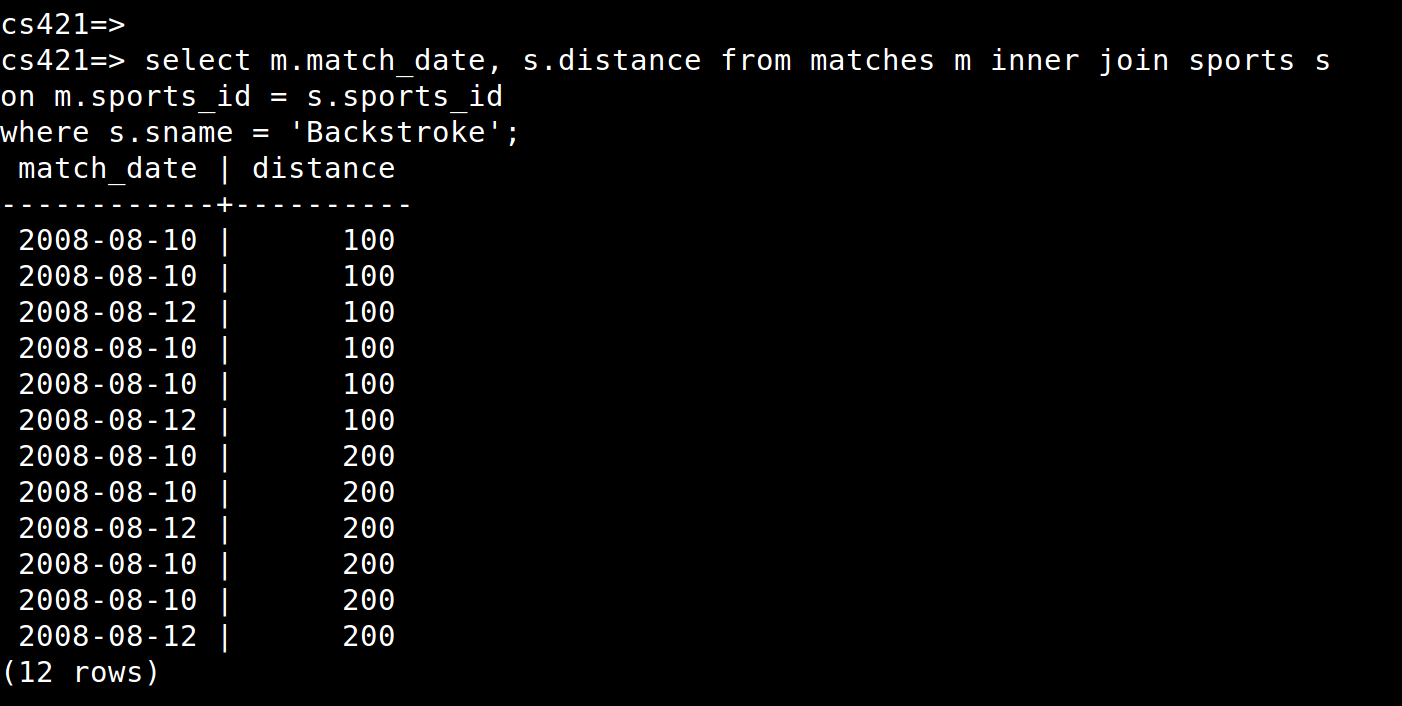 cs421=>
cs421=> select m.match_date, s.distance from matches m inner join sports s
on m.sports_id = s.sports_id
where s.sname = 'Backstroke';
 match_date | distance
------------+----------
 2008-08-10 |      100
 2008-08-10 |      100
 2008-08-12 |      100
 2008-08-10 |      100
 2008-08-10 |      100
 2008-08-12 |      100
 2008-08-10 |      200
 2008-08-10 |      200
 2008-08-12 |      200
 2008-08-10 |      200
 2008-08-10 |      200
 2008-08-12 |      200
(12 rows)